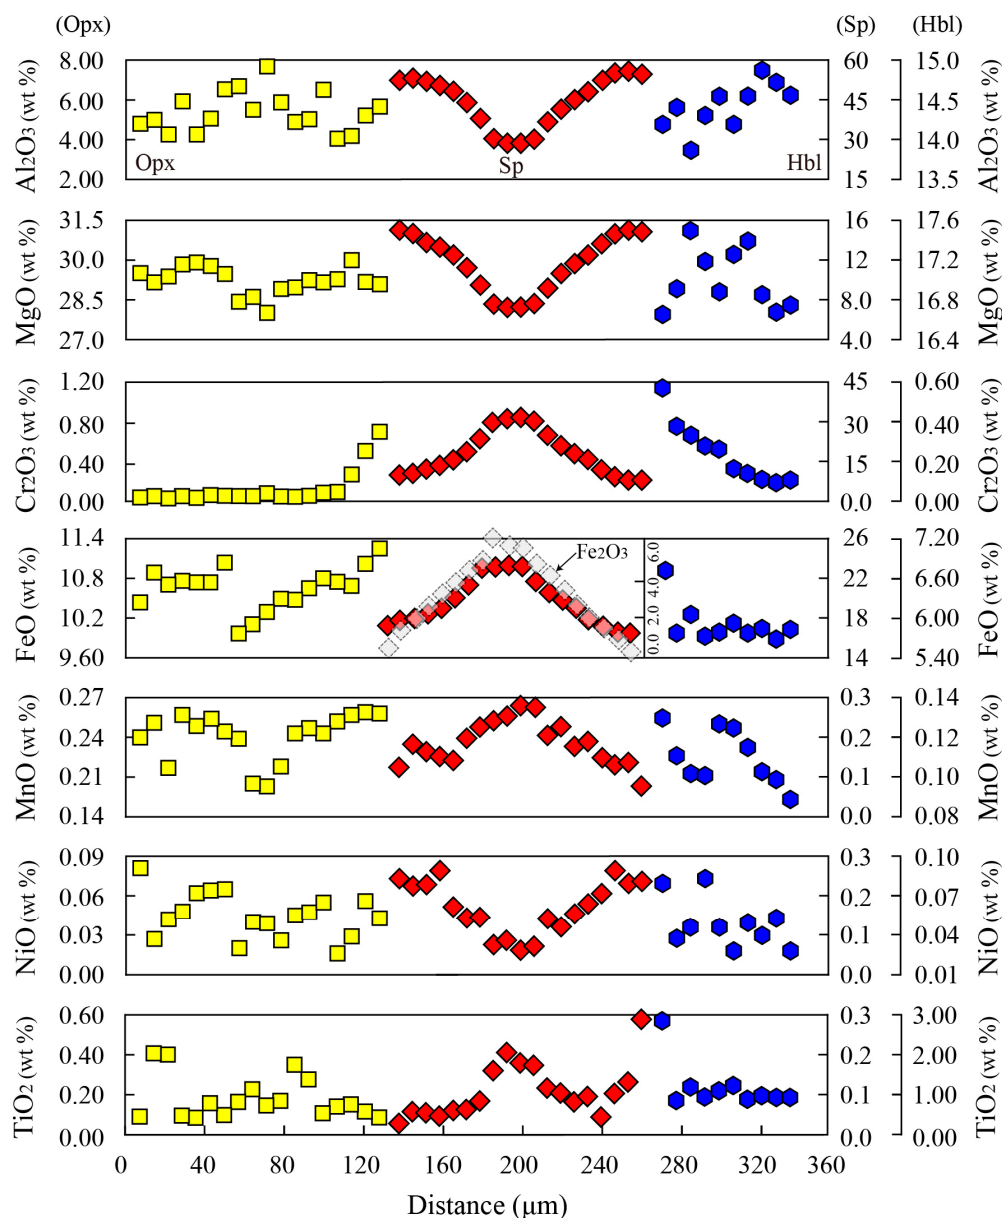 (Opx) (Sp) (Hbl)
Al2O3 (wt %)
8.00 60 15.0
6.00 45 14.5
4.00 30 14.0
2.00 15 13.5
Opx Sp Hbl
Al2O3 (wt %)
MgO (wt %)
31.5 16 17.6
30.0 12 17.2
28.5 8.0 16.8
27.0 4.0 16.4
MgO (wt %)
Cr2O3 (wt %)
1.20 45 0.60
0.80 30 0.40
0.40 15 0.20
0.00 0.0 0.00
Cr2O3 (wt %)
FeO (wt %)
11.4 26 7.20
10.8 22 6.60
10.2 18 6.00
9.60 14 5.40
Fe2O3
6.0
4.0
2.0
0.0
FeO (wt %)
MnO (wt %)
0.27 0.3 0.14
0.24 0.2 0.12
0.21 0.1 0.10
0.14 0.0 0.08
MnO (wt %)
NiO (wt %)
0.09 0.3 0.10
0.06 0.2 0.07
0.03 0.1 0.04
0.00 0.0 0.01
NiO (wt %)
TiO2 (wt %)
0.60 0.3 3.00
0.40 0.2 2.00
0.20 0.1 1.00
0.00 0.0 0.00
TiO2 (wt %)
0 40 80 120 160 200 240 280 320 360
Distance (μm)